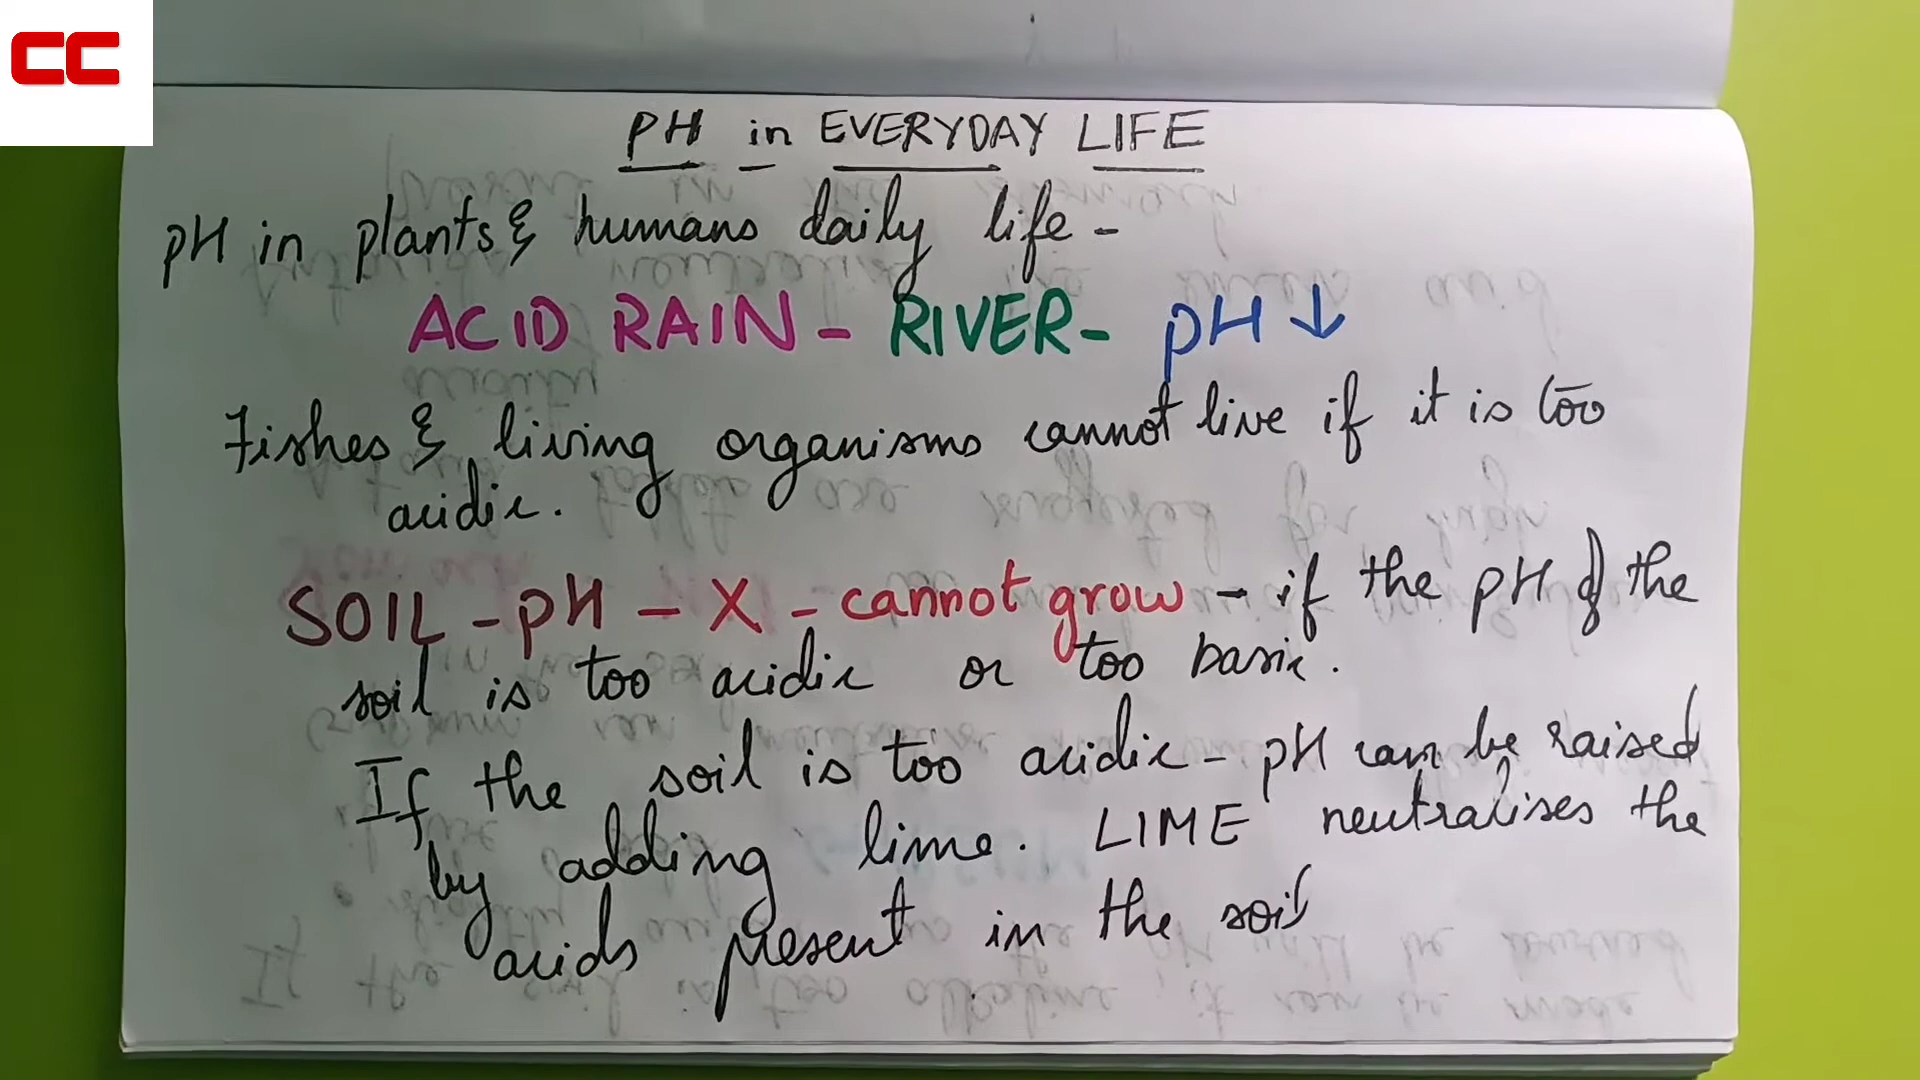 CC
PH in EVERYDAY LIFE
pH in plants & humans daily life -
ACID RAIN - RIVER - pH ↓
Fishes & living organisms cannot live if it is too
acidic.
SOIL - pH - X - cannot grow - if the pH of the
soil is too acidic or too basic.
If the soil is too acidic - pH can be raised
by adding lime. LIME neutralises the
acids present in the soil